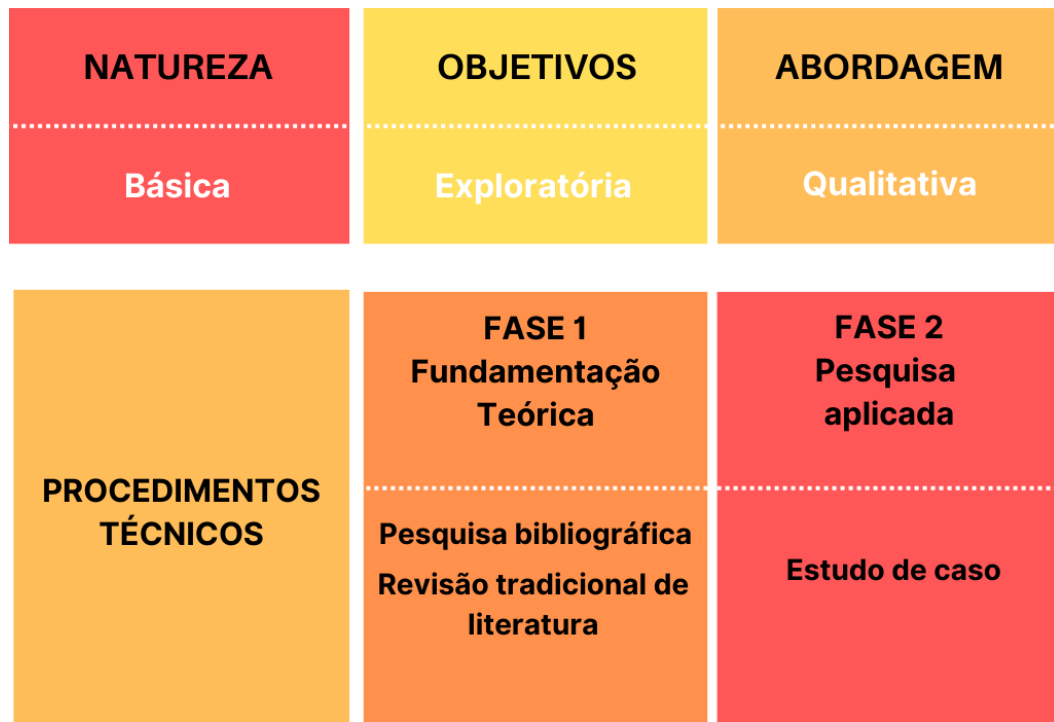 NATUREZA
Básica
OBJETIVOS
Exploratória
ABORDAGEM
Qualitativa
PROCEDIMENTOS
TÉCNICOS
FASE 1
Fundamentação
Teórica
Pesquisa bibliográfica
Revisão tradicional de
literatura
FASE 2
Pesquisa
aplicada
Estudo de caso